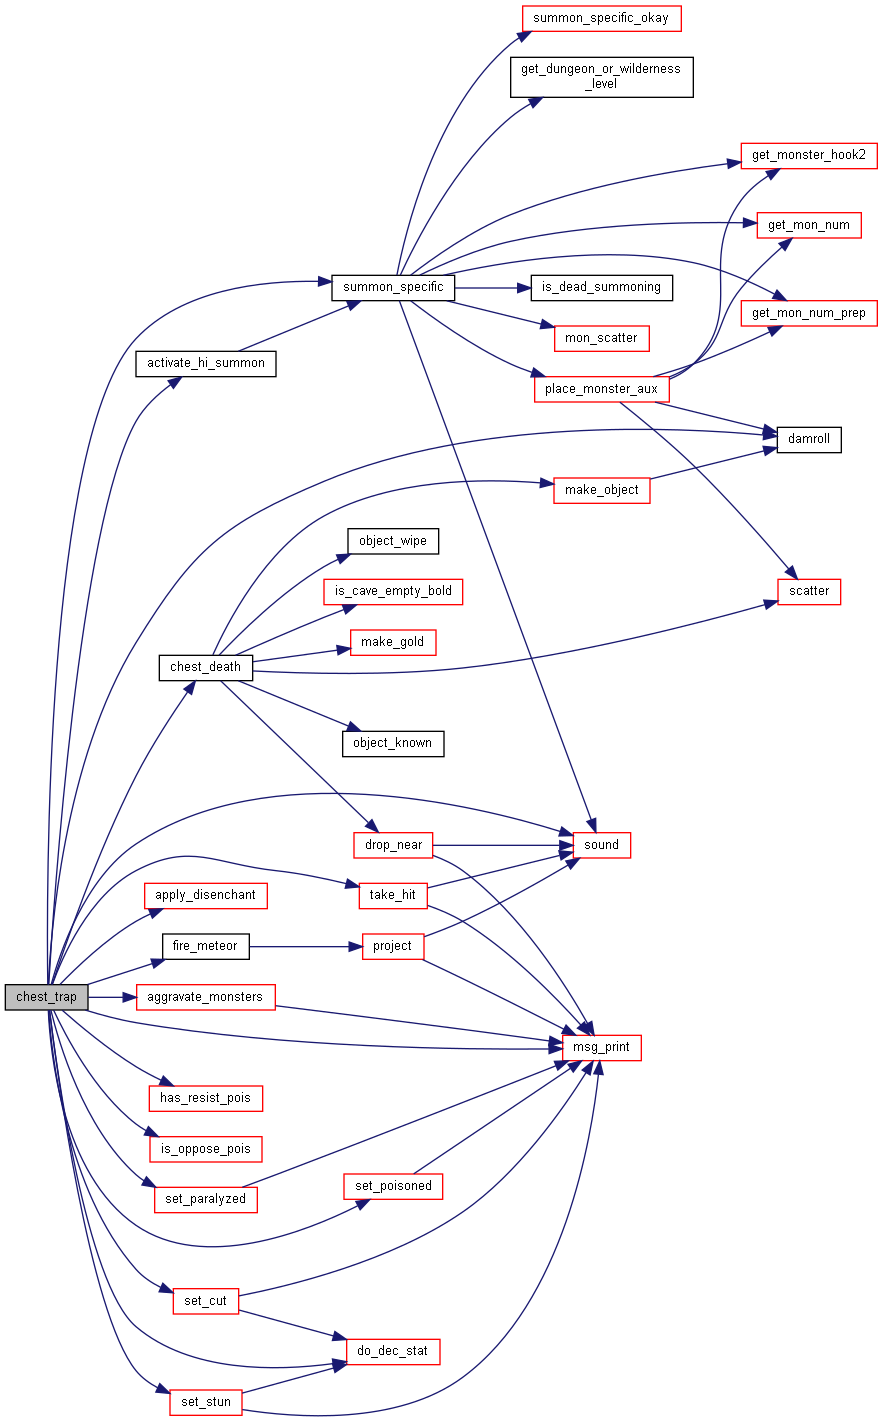 summon_specific_okay
get_dungeon_or_wilderness
_level
get_monster_hook2
get_mon_num
summon_specific
is_dead_summoning
get_mon_num_prep
mon_scatter
activate_hi_summon
place_monster_aux
damroll
make_object
object_wipe
is_cave_empty_bold
scatter
make_gold
chest_death
object_known
drop_near
sound
apply_disenchant
take_hit
fire_meteor
project
chest_trap
aggravate_monsters
msg_print
has_resist_pois
is_oppose_pois
set_paralyzed
set_poisoned
set_cut
do_dec_stat
set_stun